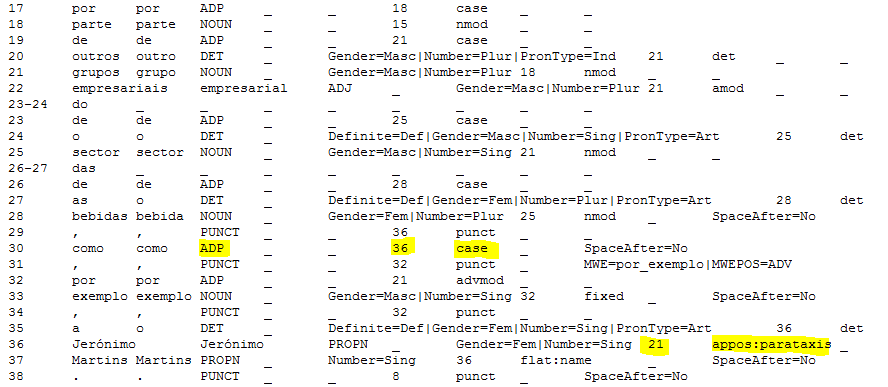 17 por por ADP _ _ 18 case _ _
18 parte parte NOUN _ _ 15 nmod _ _
19 de de ADP _ _ 21 case _ _
20 outros outro DET _ Gender=Masc|Number=Plur|PronType=Ind 21 det _ _
21 grupos grupo NOUN _ Gender=Masc|Number=Plur 18 nmod _ _
22 empresariais empresarial ADJ _ Gender=Masc|Number=Plur 21 amod _ _
23-24 do _ _ _ _ _ _ _ _
23 de de ADP _ _ 25 case _ _
24 o o DET _ Definite=Def|Gender=Masc|Number=Sing|PronType=Art 25 det
25 sector sector NOUN _ Gender=Masc|Number=Sing 21 nmod _ _
26-27 das _ _ _ _ _ _ _ _
26 de de ADP _ _ 28 case _ _
27 as o DET _ Definite=Def|Gender=Fem|Number=Plur|PronType=Art 28 det
28 bebidas bebida NOUN _ Gender=Fem|Number=Plur 25 nmod _ SpaceAfter=No
29 , , PUNCT _ _ 36 punct _ _
30 como como ADP _ _ 36 case _ SpaceAfter=No
31 , , PUNCT _ _ 32 punct _ MWE=por_exemplo|MWEPOS=ADV
32 por por ADP _ _ 21 advmod _ _
33 exemplo exemplo NOUN _ Gender=Masc|Number=Sing 32 fixed _ SpaceAfter=No
34 , , PUNCT _ _ 32 punct _ _
35 a o DET _ Definite=Def|Gender=Fem|Number=Sing|PronType=Art 36 det
36 Jerónimo Jerónimo PROPN _ Gender=Fem|Number=Sing 21 appos:parataxis _
37 Martins Martins PROPN _ Number=Sing 36 flat:name _ SpaceAfter=No
38 . . PUNCT _ _ 8 punct _ SpaceAfter=No